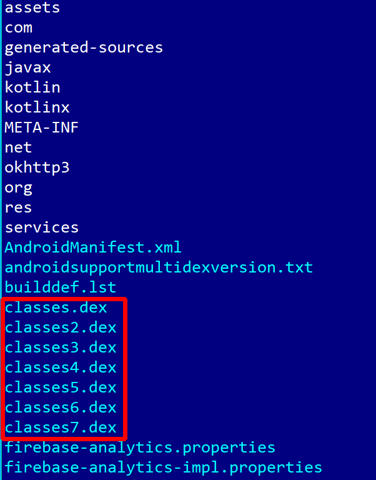 assets
com
generated-sources
javax
kotlin
kotlinx
META-INF
net
okhttp3
org
res
services
AndroidManifest.xml
androidsupportmultidexversion.txt
builddef.lst
classes.dex
classes2.dex
classes3.dex
classes4.dex
classes5.dex
classes6.dex
classes7.dex
firebase-analytics.properties
firebase-analytics-impl.properties